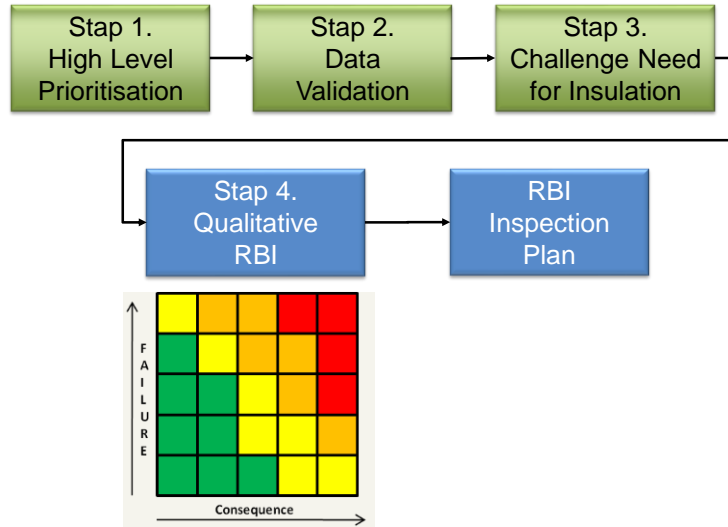 Stap 1.
High Level
Prioritisation
Stap 2.
Data
Validation
Stap 3.
Challenge Need
for Insulation
Stap 4.
Qualitative
RBI
RBI
Inspection
Plan
FAILURE
Consequence